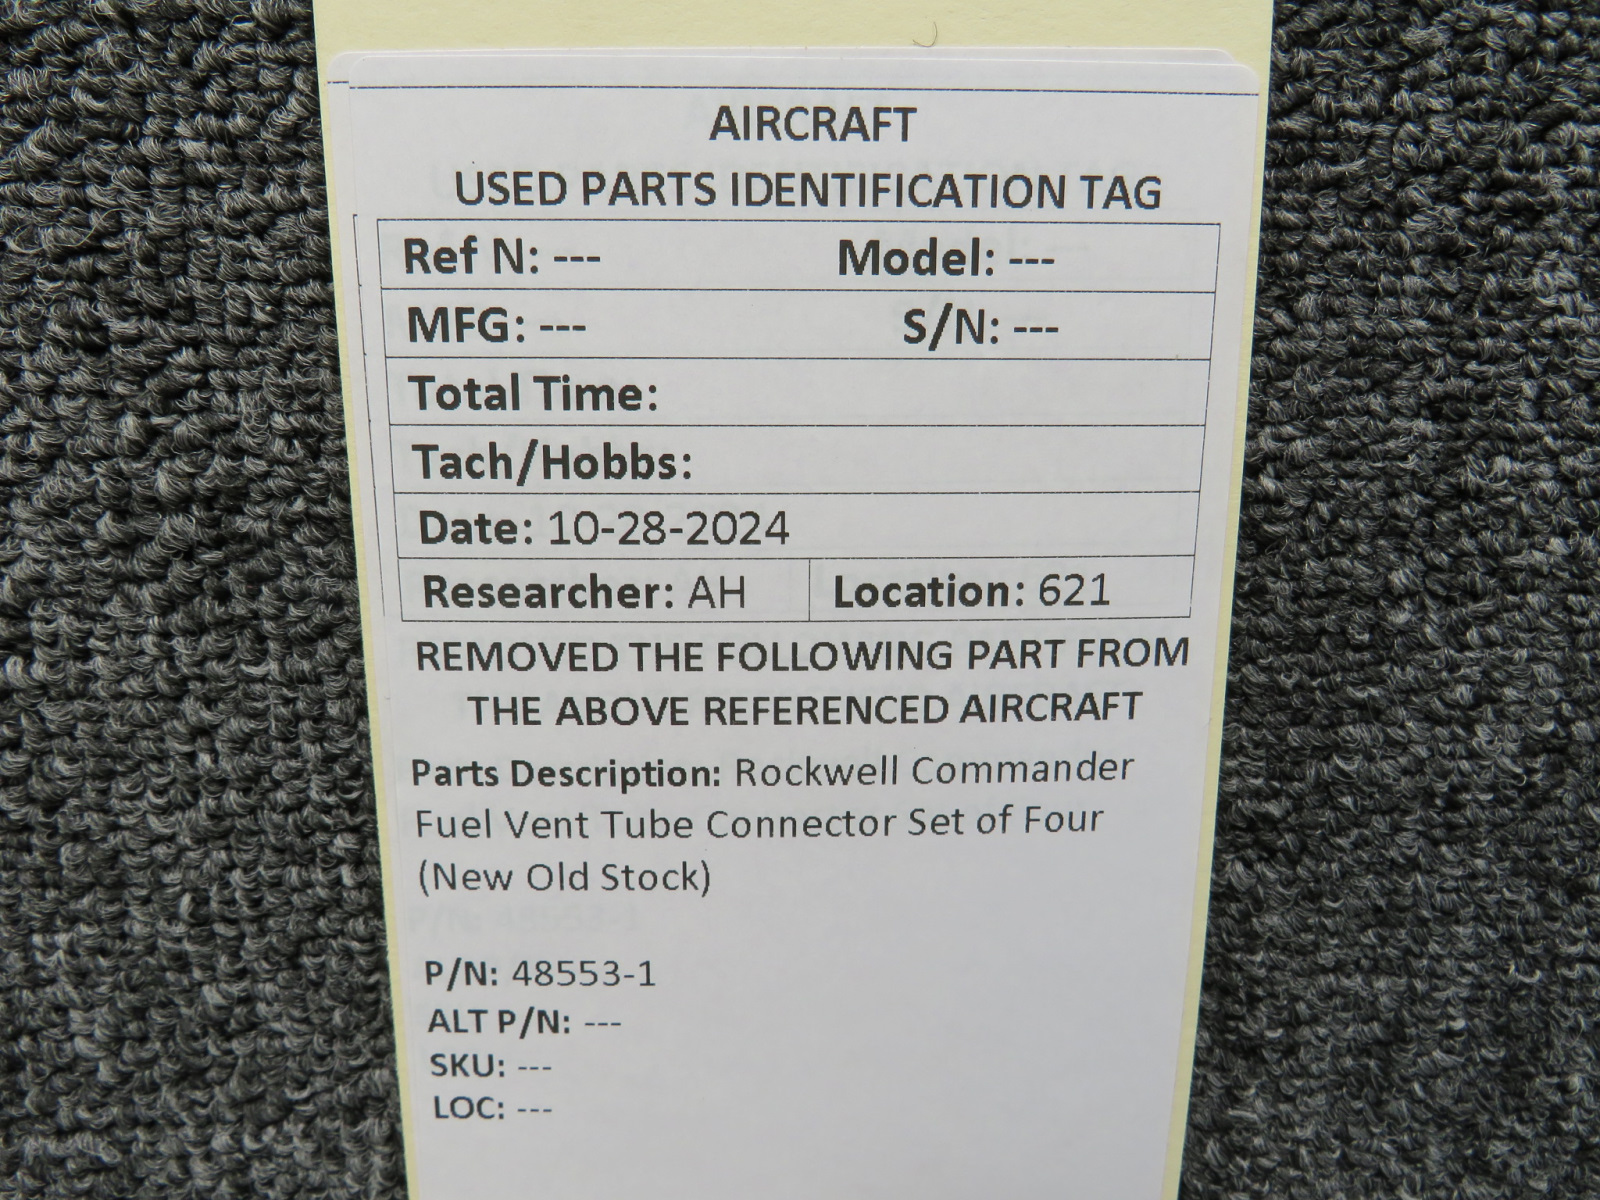 AIRCRAFT
USED PARTS IDENTIFICATION TAG
Ref N: --- Model: ---
MFG: --- S/N: ---
Total Time:
Tach/Hobbs:
Date: 10-28-2024
Researcher: AH Location: 621
REMOVED THE FOLLOWING PART FROM
THE ABOVE REFERENCED AIRCRAFT
Parts Description: Rockwell Commander
Fuel Vent Tube Connector Set of Four
(New Old Stock)
P/N: 48553-1
ALT P/N: ---
SKU: ---
LOC: ---